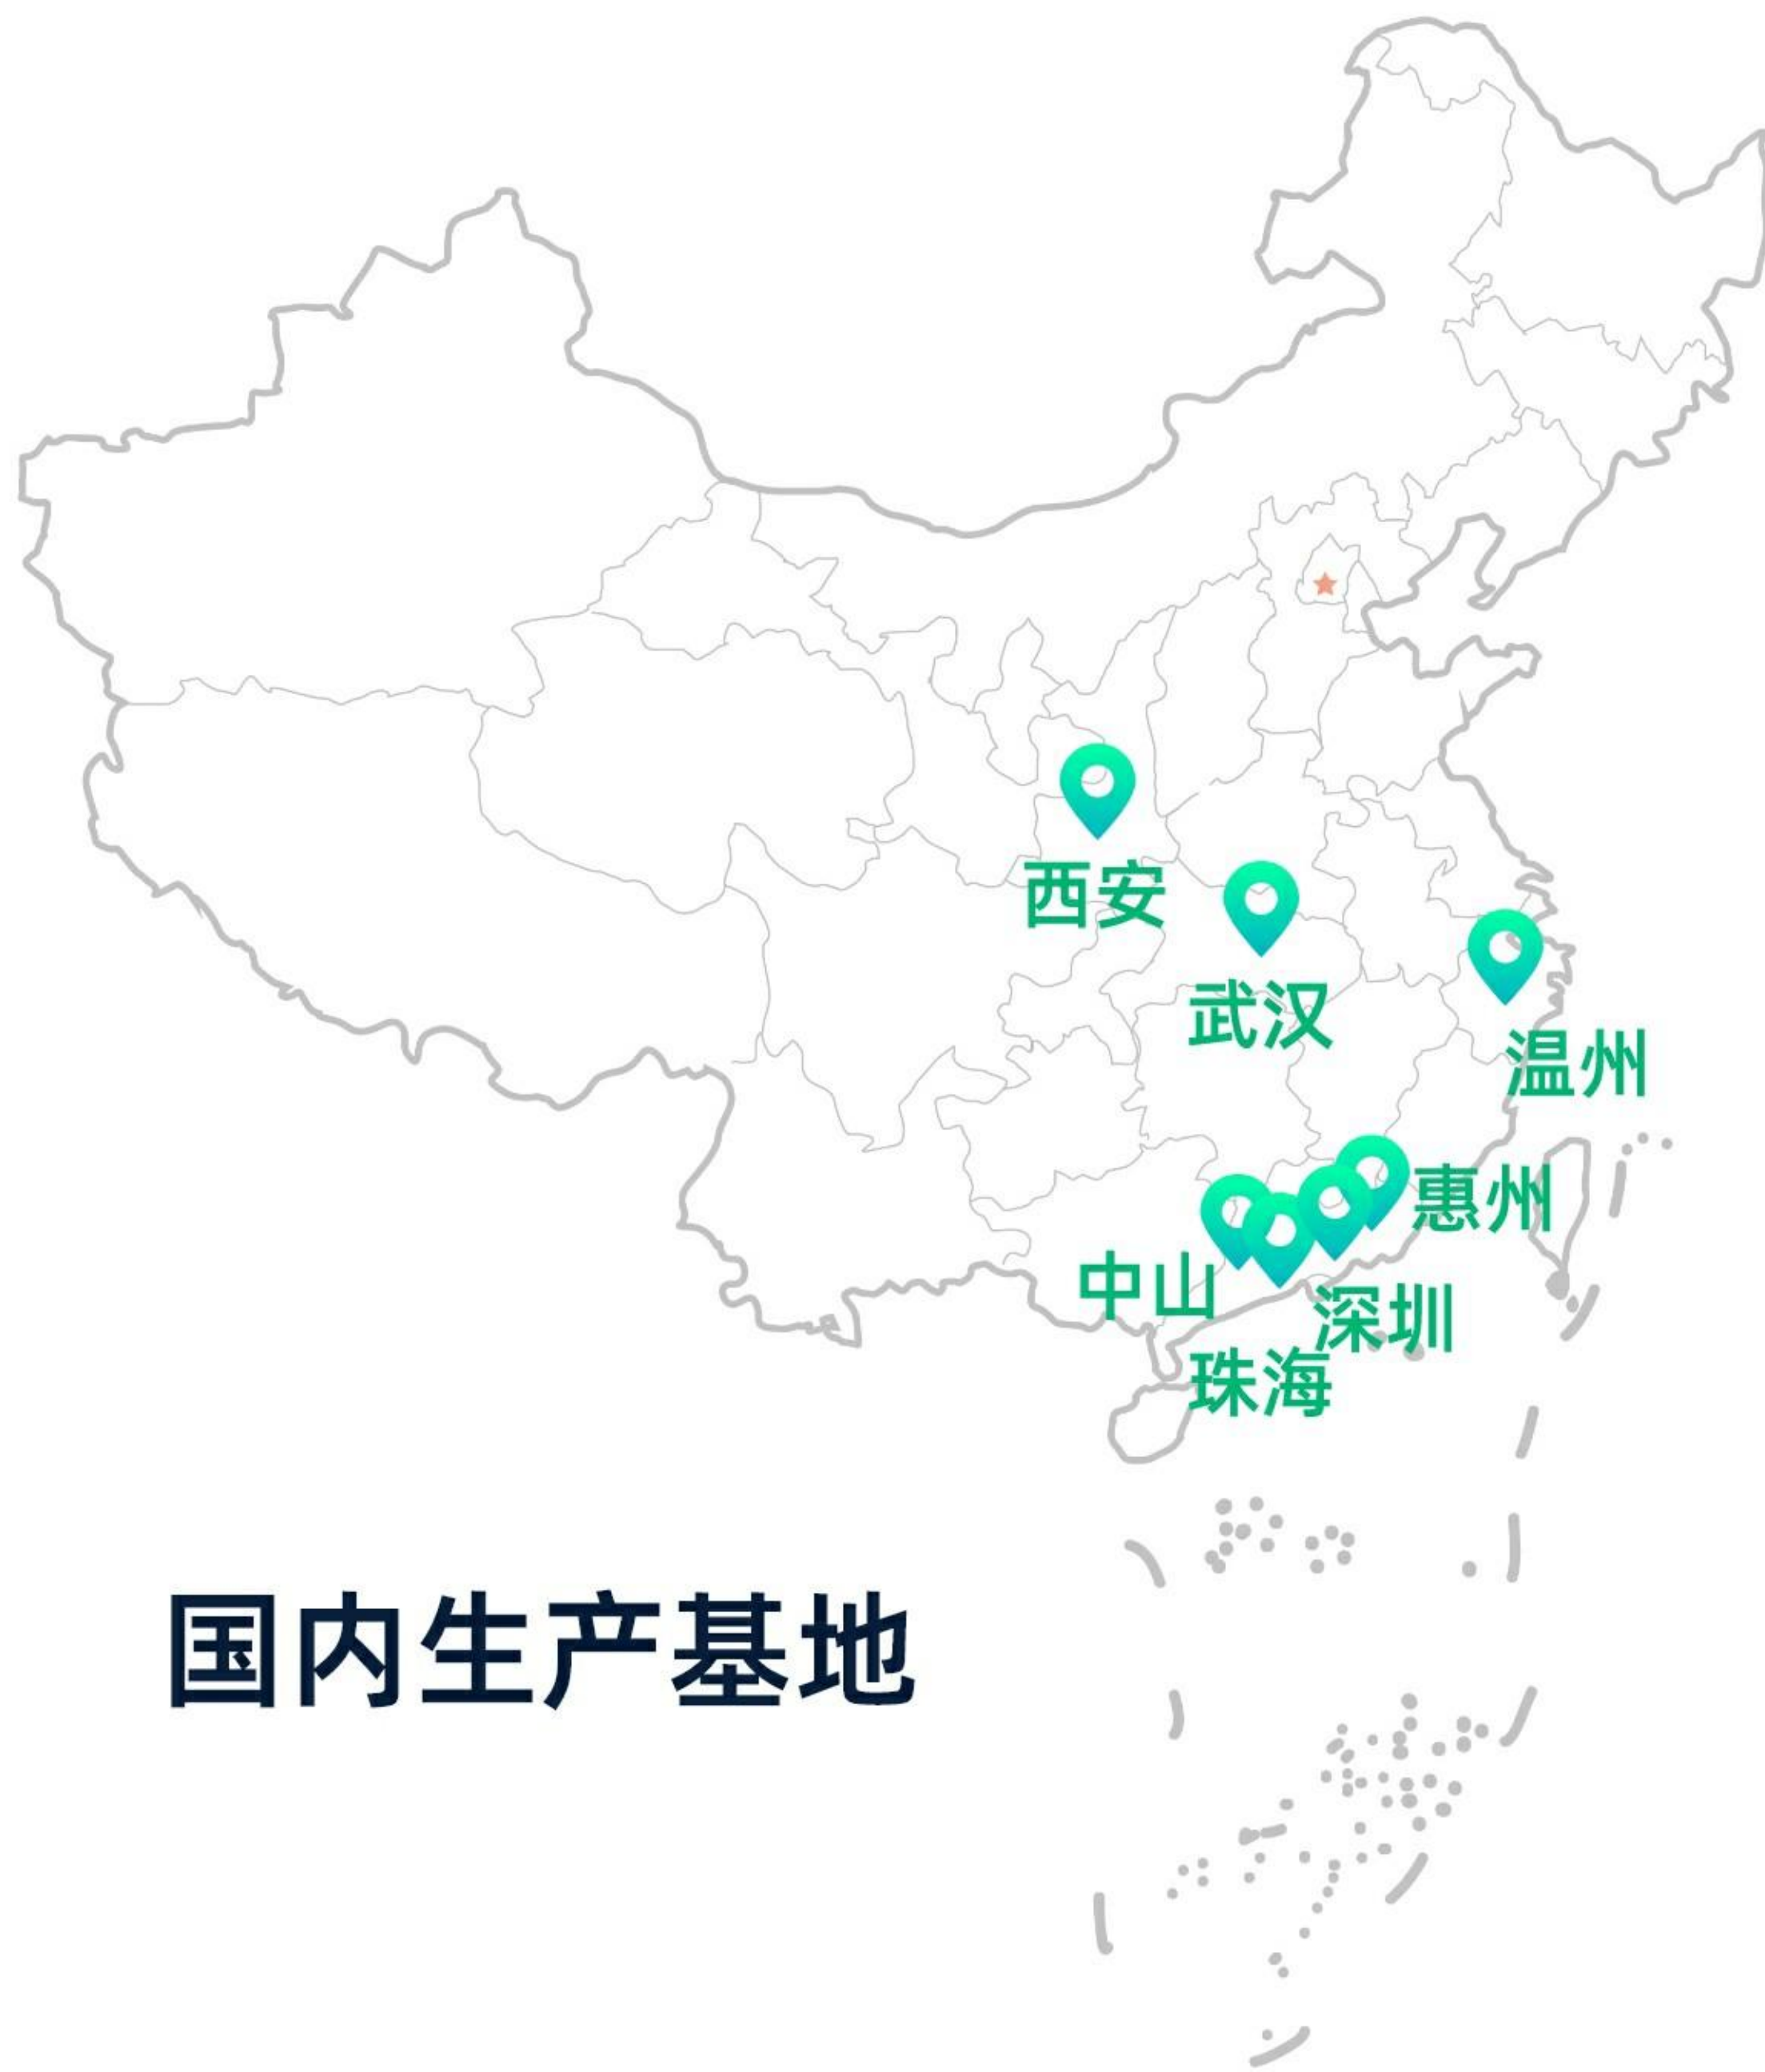 西安
武汉
温州
惠州
中山
深圳
珠海
国内生产基地